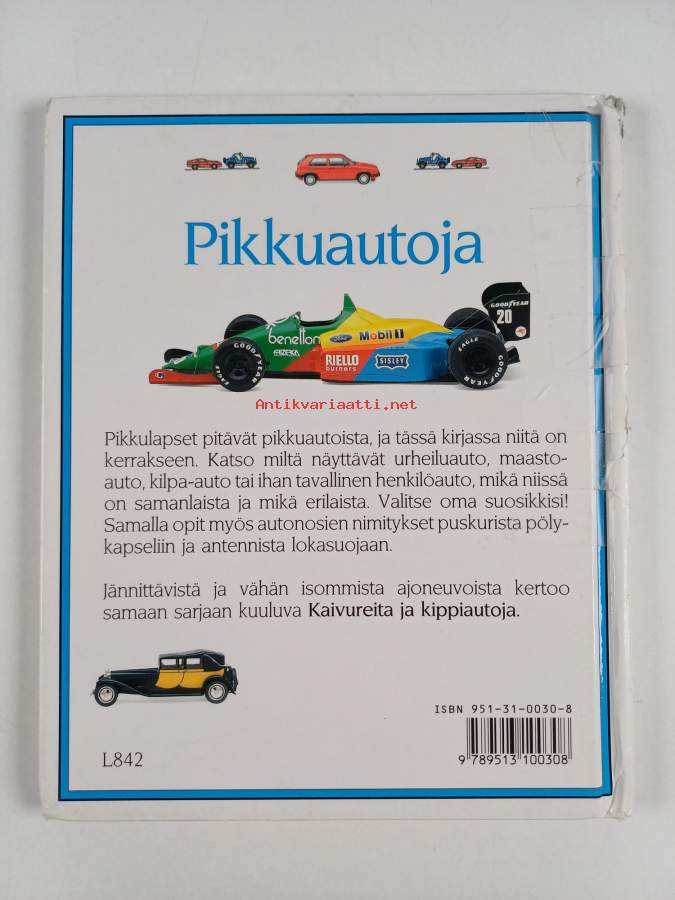 Pikkuautoja
GOODYEAR
20
benetton
Ford
Mobil 1
RIELLO
burners
SISLEY
EAGLE
EAGLE
GOODYEAR
Antikvariaatti.net
Pikkulapset pitävät pikkuautoista, ja tässä kirjassa niitä on
kerrakseen. Katso miltä näyttävät urheiluauto, maasto-
auto, kilpa-auto tai ihan tavallinen henkilöauto, mikä niissä
on samanlaista ja mikä erilaista. Valitse oma suosikkisi!
Samalla opit myös autonosien nimitykset puskurista pöly-
kapseliin ja antennista lokasuojaan.
Jännittävistä ja vähän isommista ajoneuvoista kertoo
samaan sarjaan kuuluva Kaivureita ja kippiautoja.
ISBN 951-31-0030-8
9 789513 100308
L842